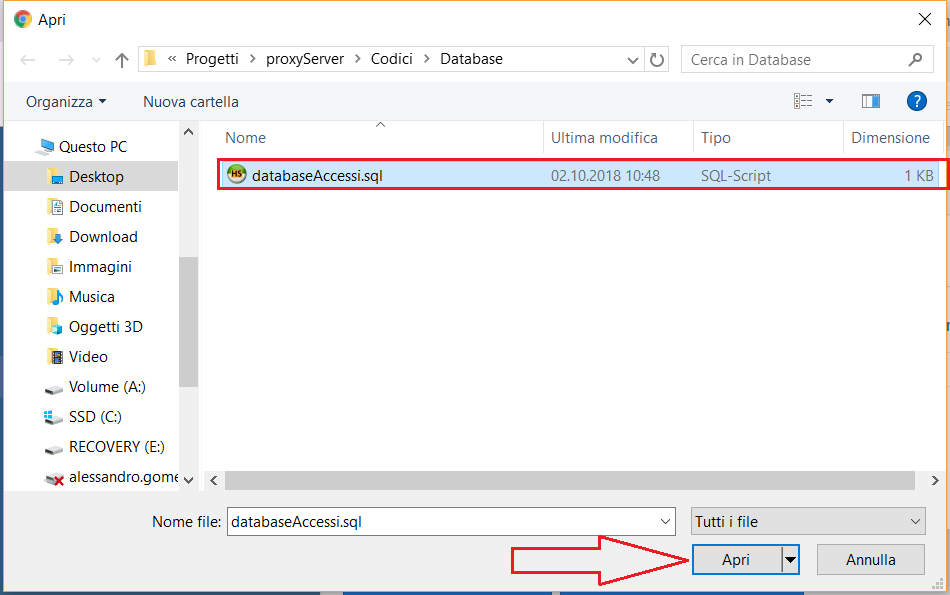 Apri
« Progetti > proxyServer > Codici > Database
Cerca in Database
Organizza
Nuova cartella
?
Nome
Ultima modifica
Tipo
Dimensione
Questo PC
Desktop
Documenti
Download
Immagini
Musica
Oggetti 3D
Video
Volume (A:)
SSD (C:)
RECOVERY (E:)
alessandro.gome
HS databaseAccessi.sql 02.10.2018 10:48 SQL-Script 1 KB
Nome file: databaseAccessi.sql
Tutti i file
Apri
Annulla